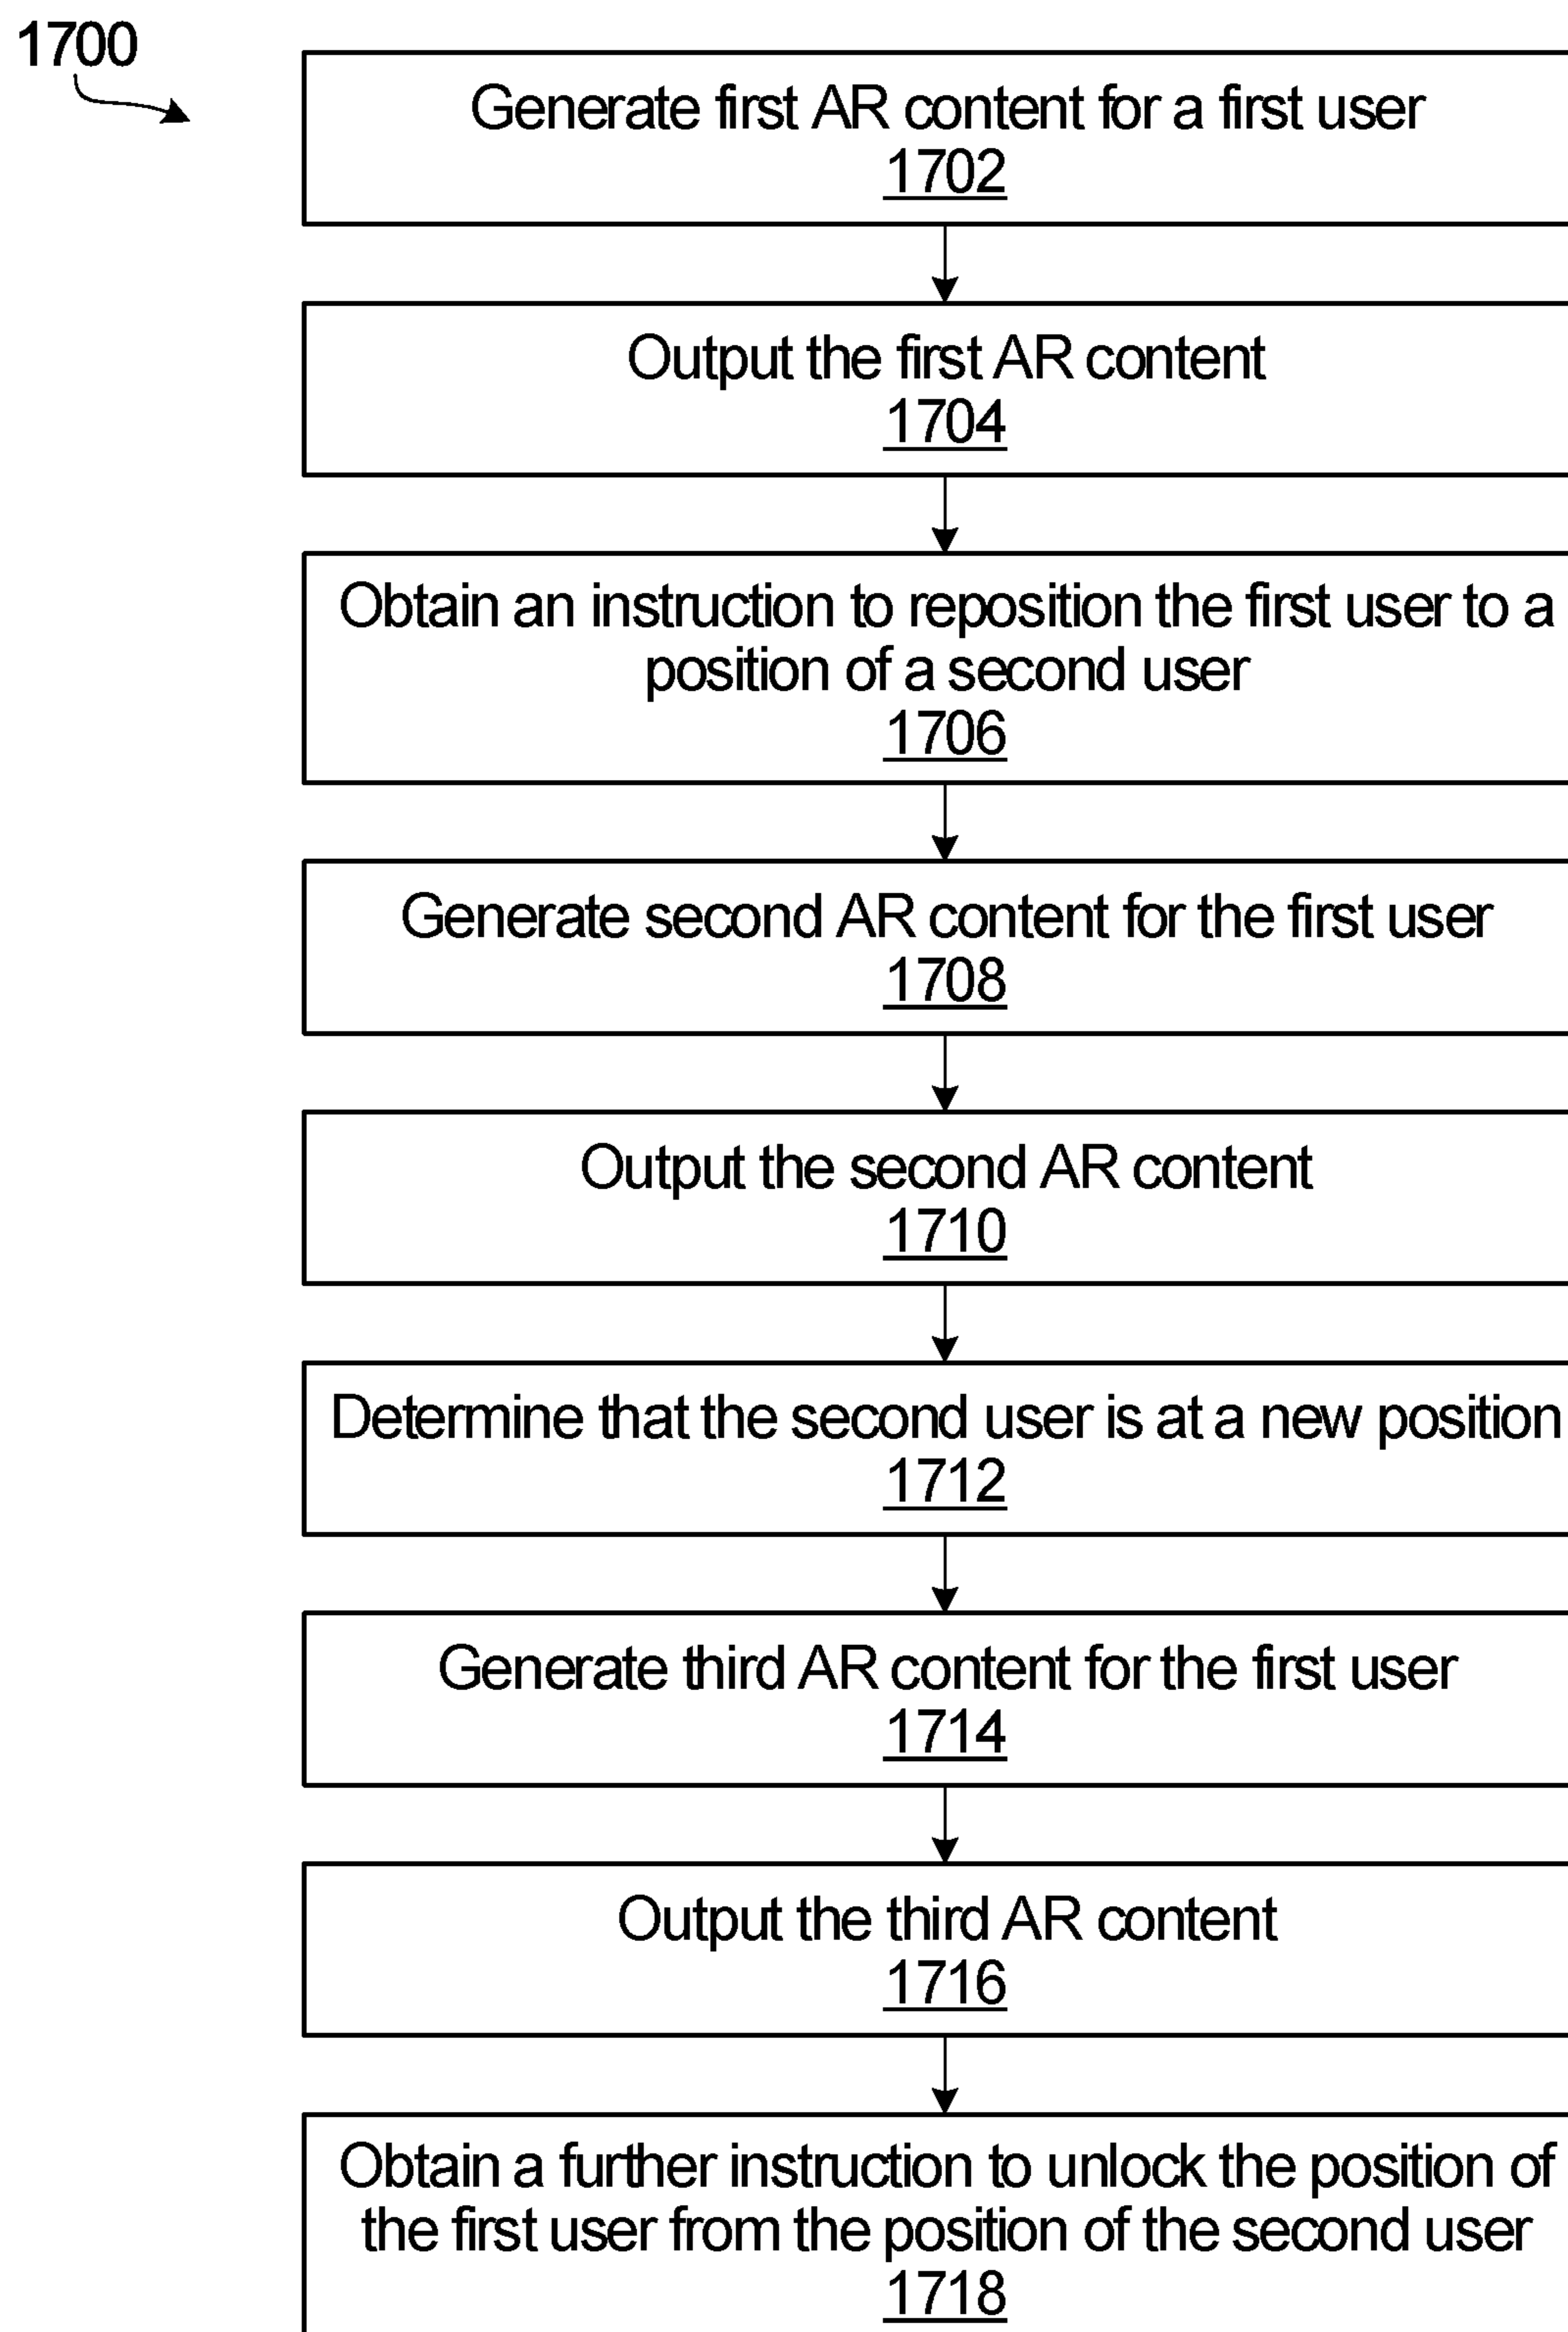 1700
Generate first AR content for a first user
1702
Output the first AR content
1704
Obtain an instruction to reposition the first user to a
position of a second user
1706
Generate second AR content for the first user
1708
Output the second AR content
1710
Determine that the second user is at a new position
1712
Generate third AR content for the first user
1714
Output the third AR content
1716
Obtain a further instruction to unlock the position of
the first user from the position of the second user
1718